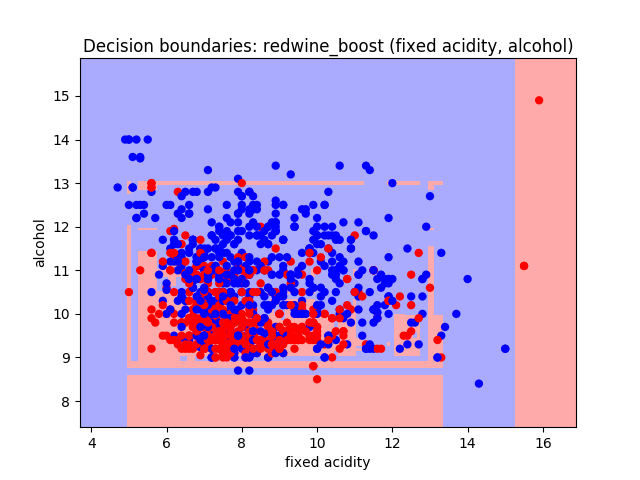 Decision boundaries: redwine_boost (fixed acidity, alcohol)
15
14
13
12
11
10
9
8
alcohol
4 6 8 10 12 14 16
fixed acidity